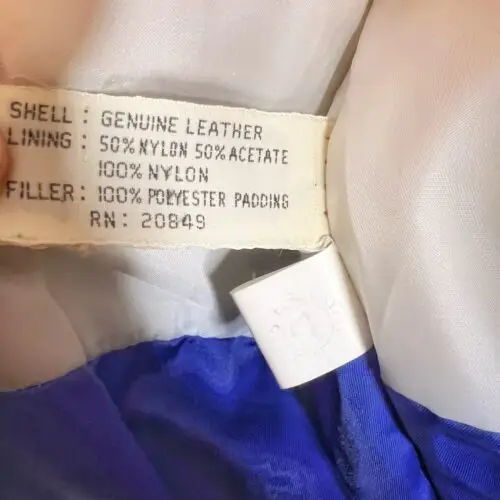 SHELL : GENUINE LEATHER
LINING : 50% NYLON 50% ACETATE
100% NYLON
FILLER : 100% POLYESTER PADDING
RN : 20849